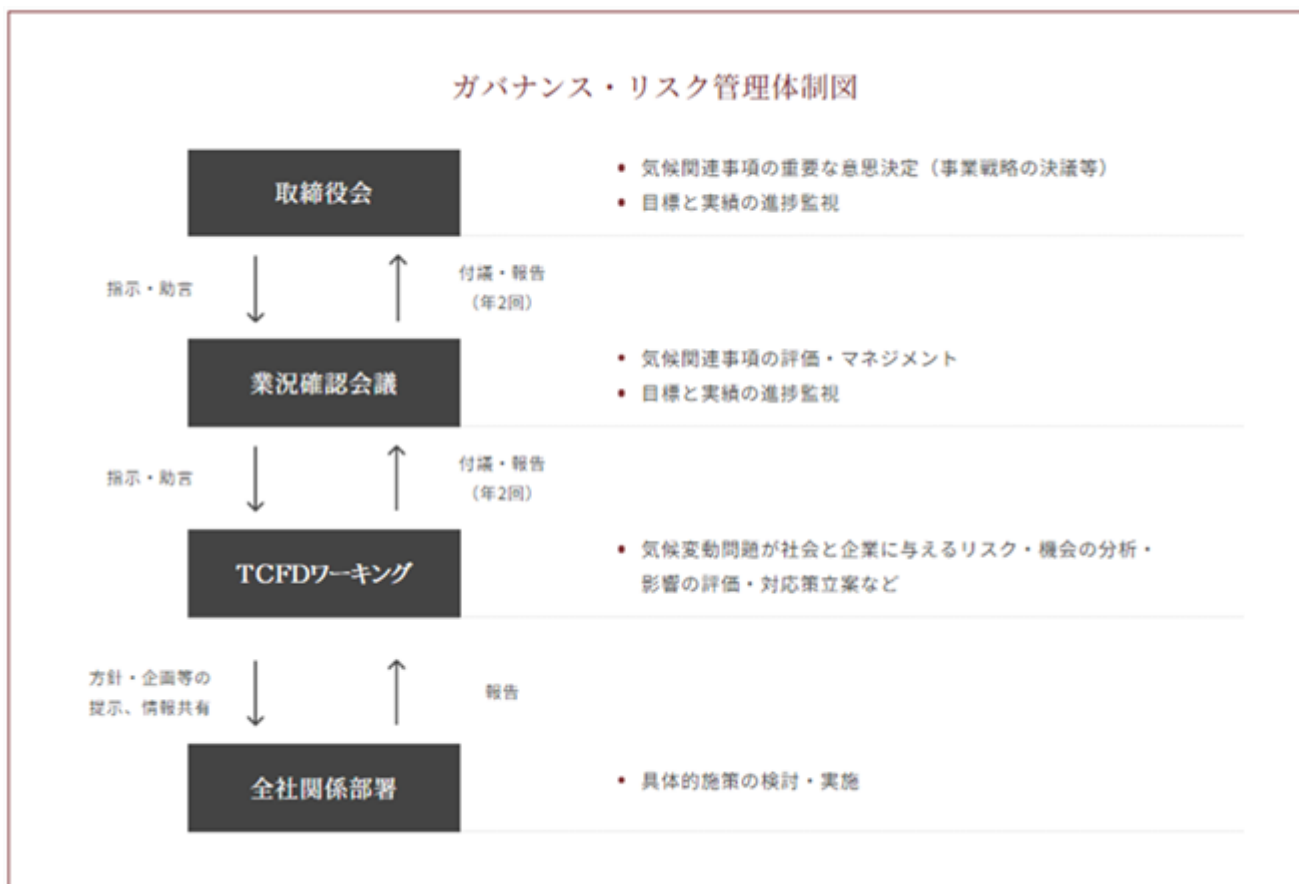 ガバナンス・リスク管理体制図
取締役会
• 気候関連事項の重要な意思決定（事業戦略の決議等）
• 目標と実績の進捗監視
指示・助言
付議・報告
（年2回）
業況確認会議
• 気候関連事項の評価・マネジメント
• 目標と実績の進捗監視
指示・助言
付議・報告
（年2回）
TCFDワーキング
• 気候変動問題が社会と企業に与えるリスク・機会の分析・
影響の評価・対応策立案など
方針・企画等の
提示、情報共有
報告
全社関係部署
• 具体的施策の検討・実施